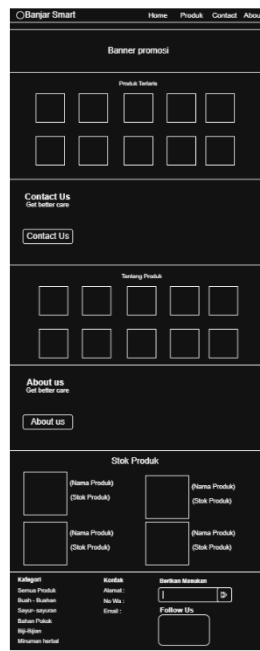 Banjar Smart
Home Produk Contact Abou
Banner promosi
Produk Terlaris
Contact Us
Get better care
Contact Us
Tentang Produk
About us
Get better care
About us
Stok Produk
(Nama Produk)
(Stok Produk)
(Nama Produk)
(Stok Produk)
(Nama Produk)
(Stok Produk)
(Nama Produk)
(Stok Produk)
Kategori
Semua Produk
Buah - Buahan
Sayur- sayuran
Bahan Pokok
Biji-Bijian
Minuman herbal
Kontak
Alamat :
No Wa :
Email :
Berikan Masukan
Follow Us